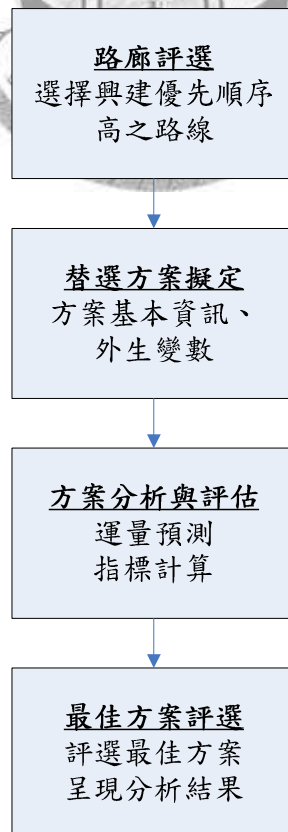 路廊評選
選擇興建優先順序
高之路線
替選方案擬定
方案基本資訊、
外生變數
方案分析與評估
運量預測
指標計算
最佳方案評選
評選最佳方案
呈現分析結果